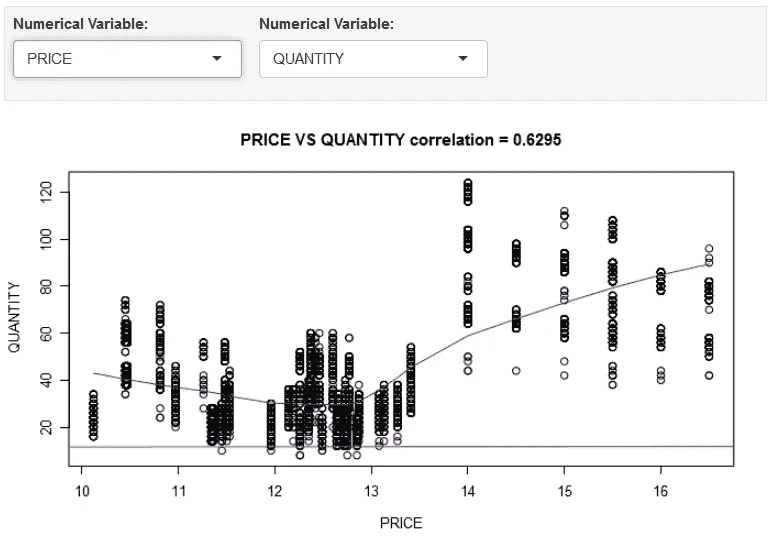 Numerical Variable: Numerical Variable:
PRICE QUANTITY
PRICE VS QUANTITY correlation = 0.6295
120
100
80
60
40
20
QUANTITY
10 11 12 13 14 15 16
PRICE